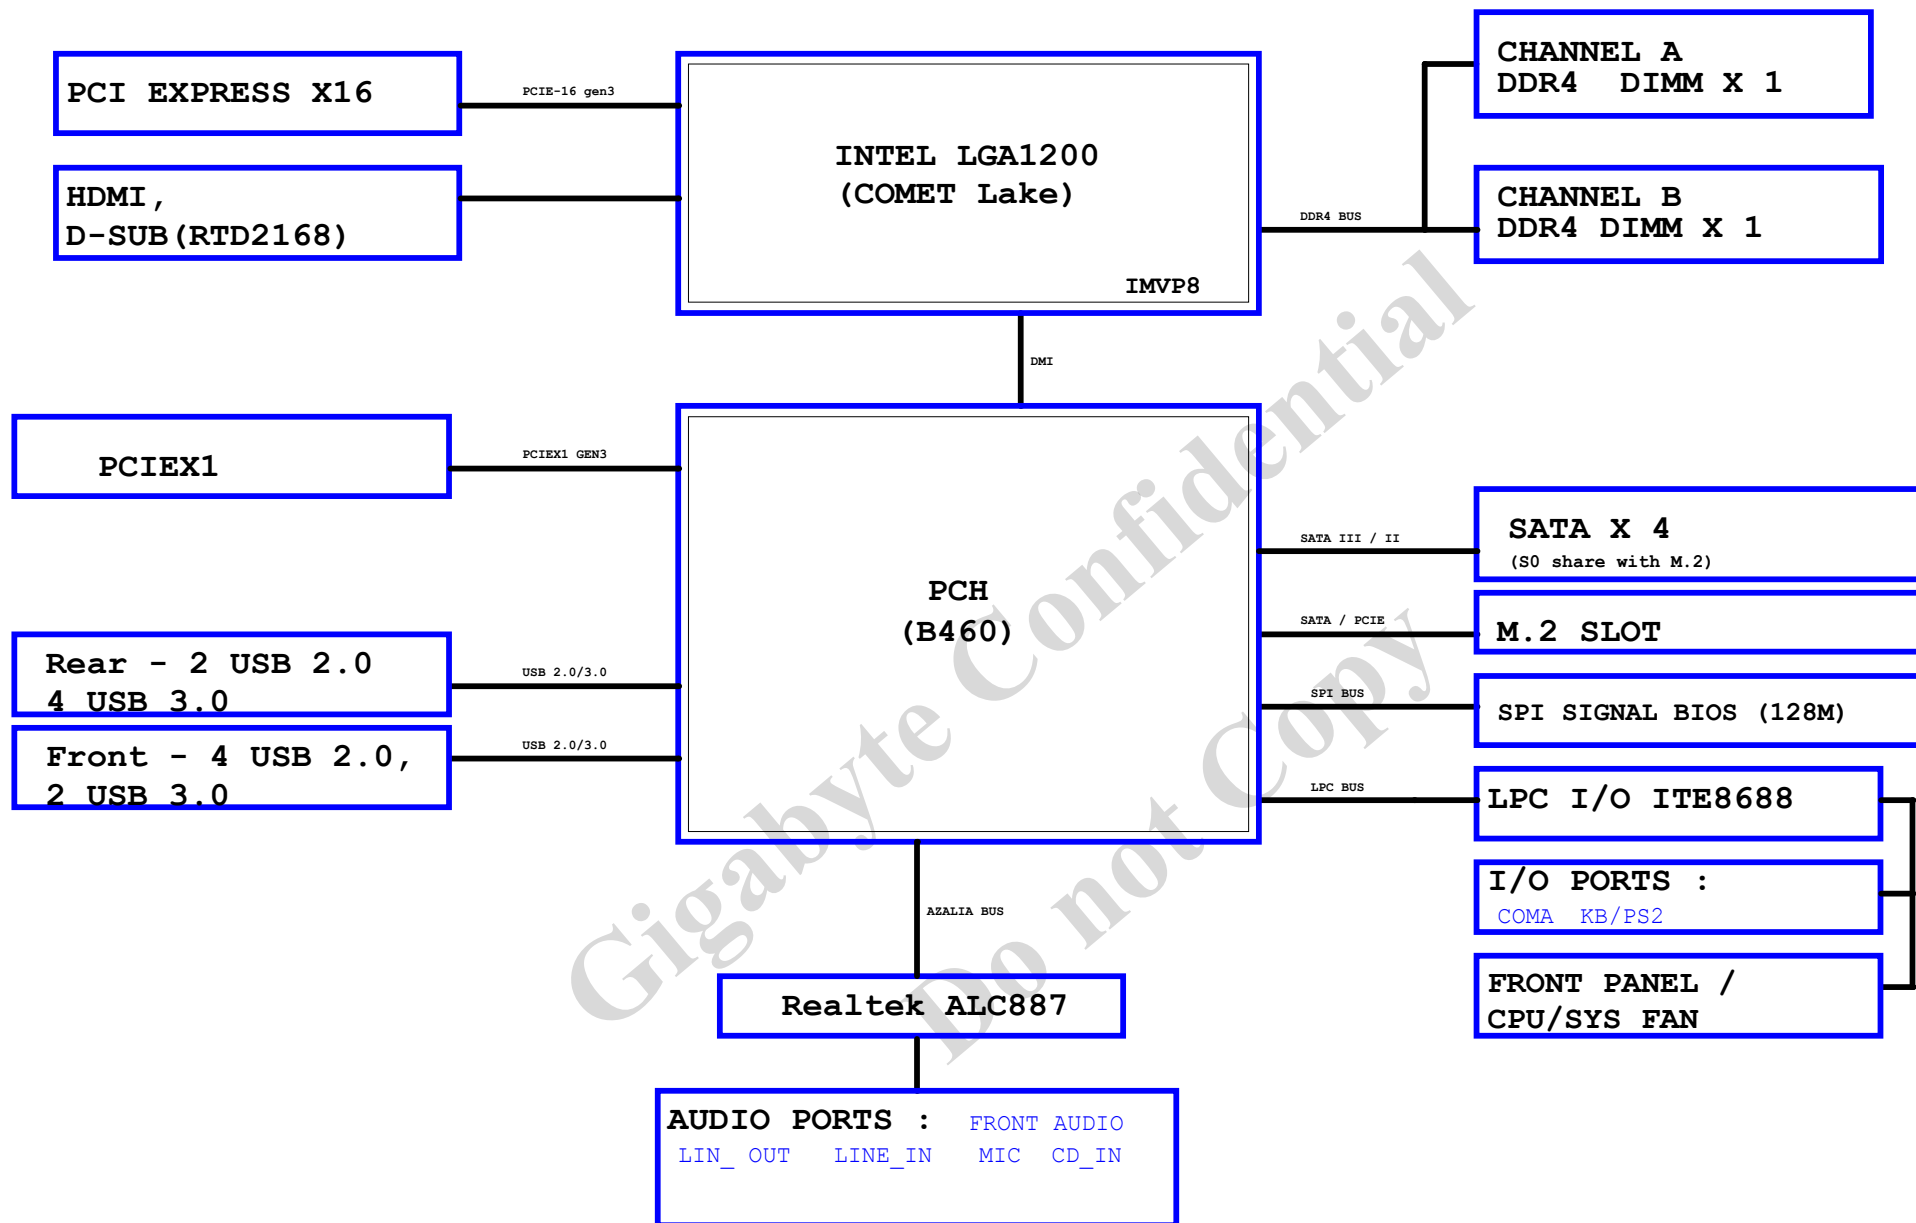 PCI EXPRESS X16
PCIE-16 gen3
HDMI,
D-SUB(RTD2168)
INTEL LGA1200
(COMET Lake)
IMVP8
DDR4 BUS
CHANNEL A
DDR4 DIMM X 1
CHANNEL B
DDR4 DIMM X 1
DMI
PCIEX1
PCIEX1 GEN3
PCH
(B460)
Rear - 2 USB 2.0
4 USB 3.0
USB 2.0/3.0
Front - 4 USB 2.0,
2 USB 3.0
USB 2.0/3.0
SATA III / II
SATA X 4
(S0 share with M.2)
SATA / PCIE
M.2 SLOT
SPI BUS
SPI SIGNAL BIOS (128M)
LPC BUS
LPC I/O ITE8688
I/O PORTS :
COMA KB/PS2
FRONT PANEL /
CPU/SYS FAN
AZALIA BUS
Realtek ALC887
AUDIO PORTS : FRONT AUDIO
LIN_ OUT LINE_IN MIC CD_IN
Gigabyte Confidential
Do not Copy